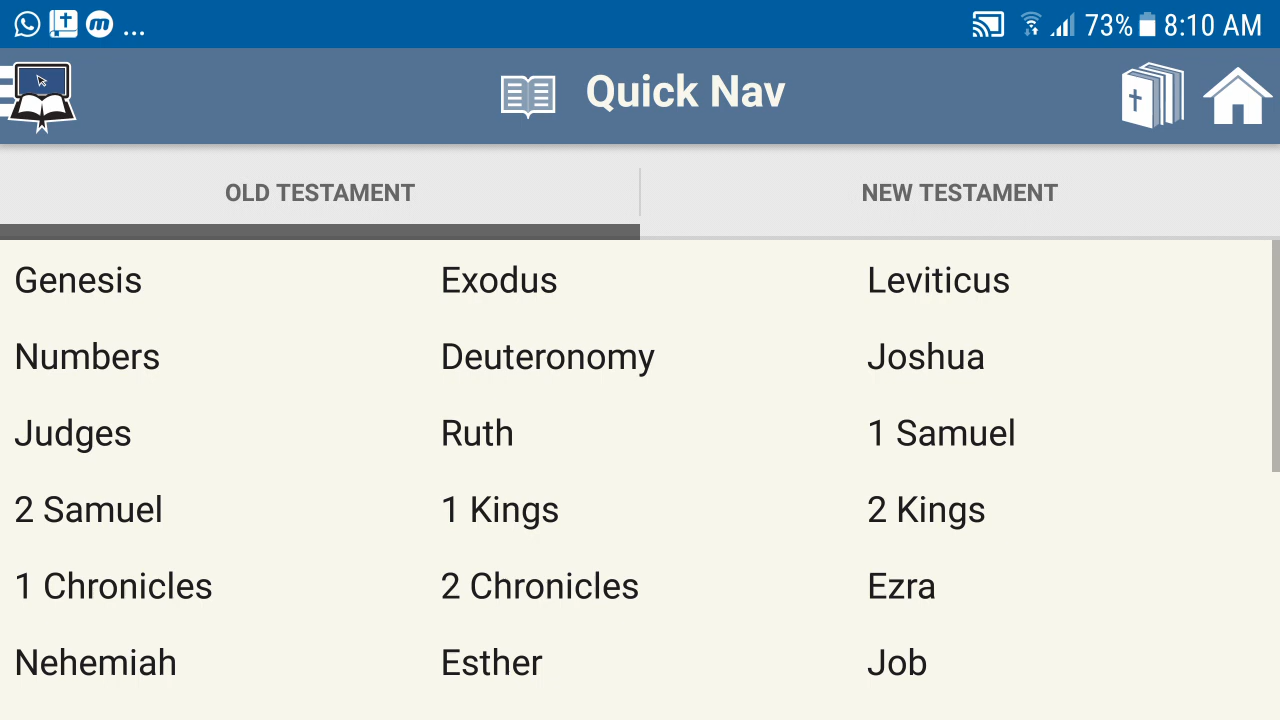 ... 73% 8:10 AM
Quick Nav
OLD TESTAMENT NEW TESTAMENT
Genesis Exodus Leviticus
Numbers Deuteronomy Joshua
Judges Ruth 1 Samuel
2 Samuel 1 Kings 2 Kings
1 Chronicles 2 Chronicles Ezra
Nehemiah Esther Job